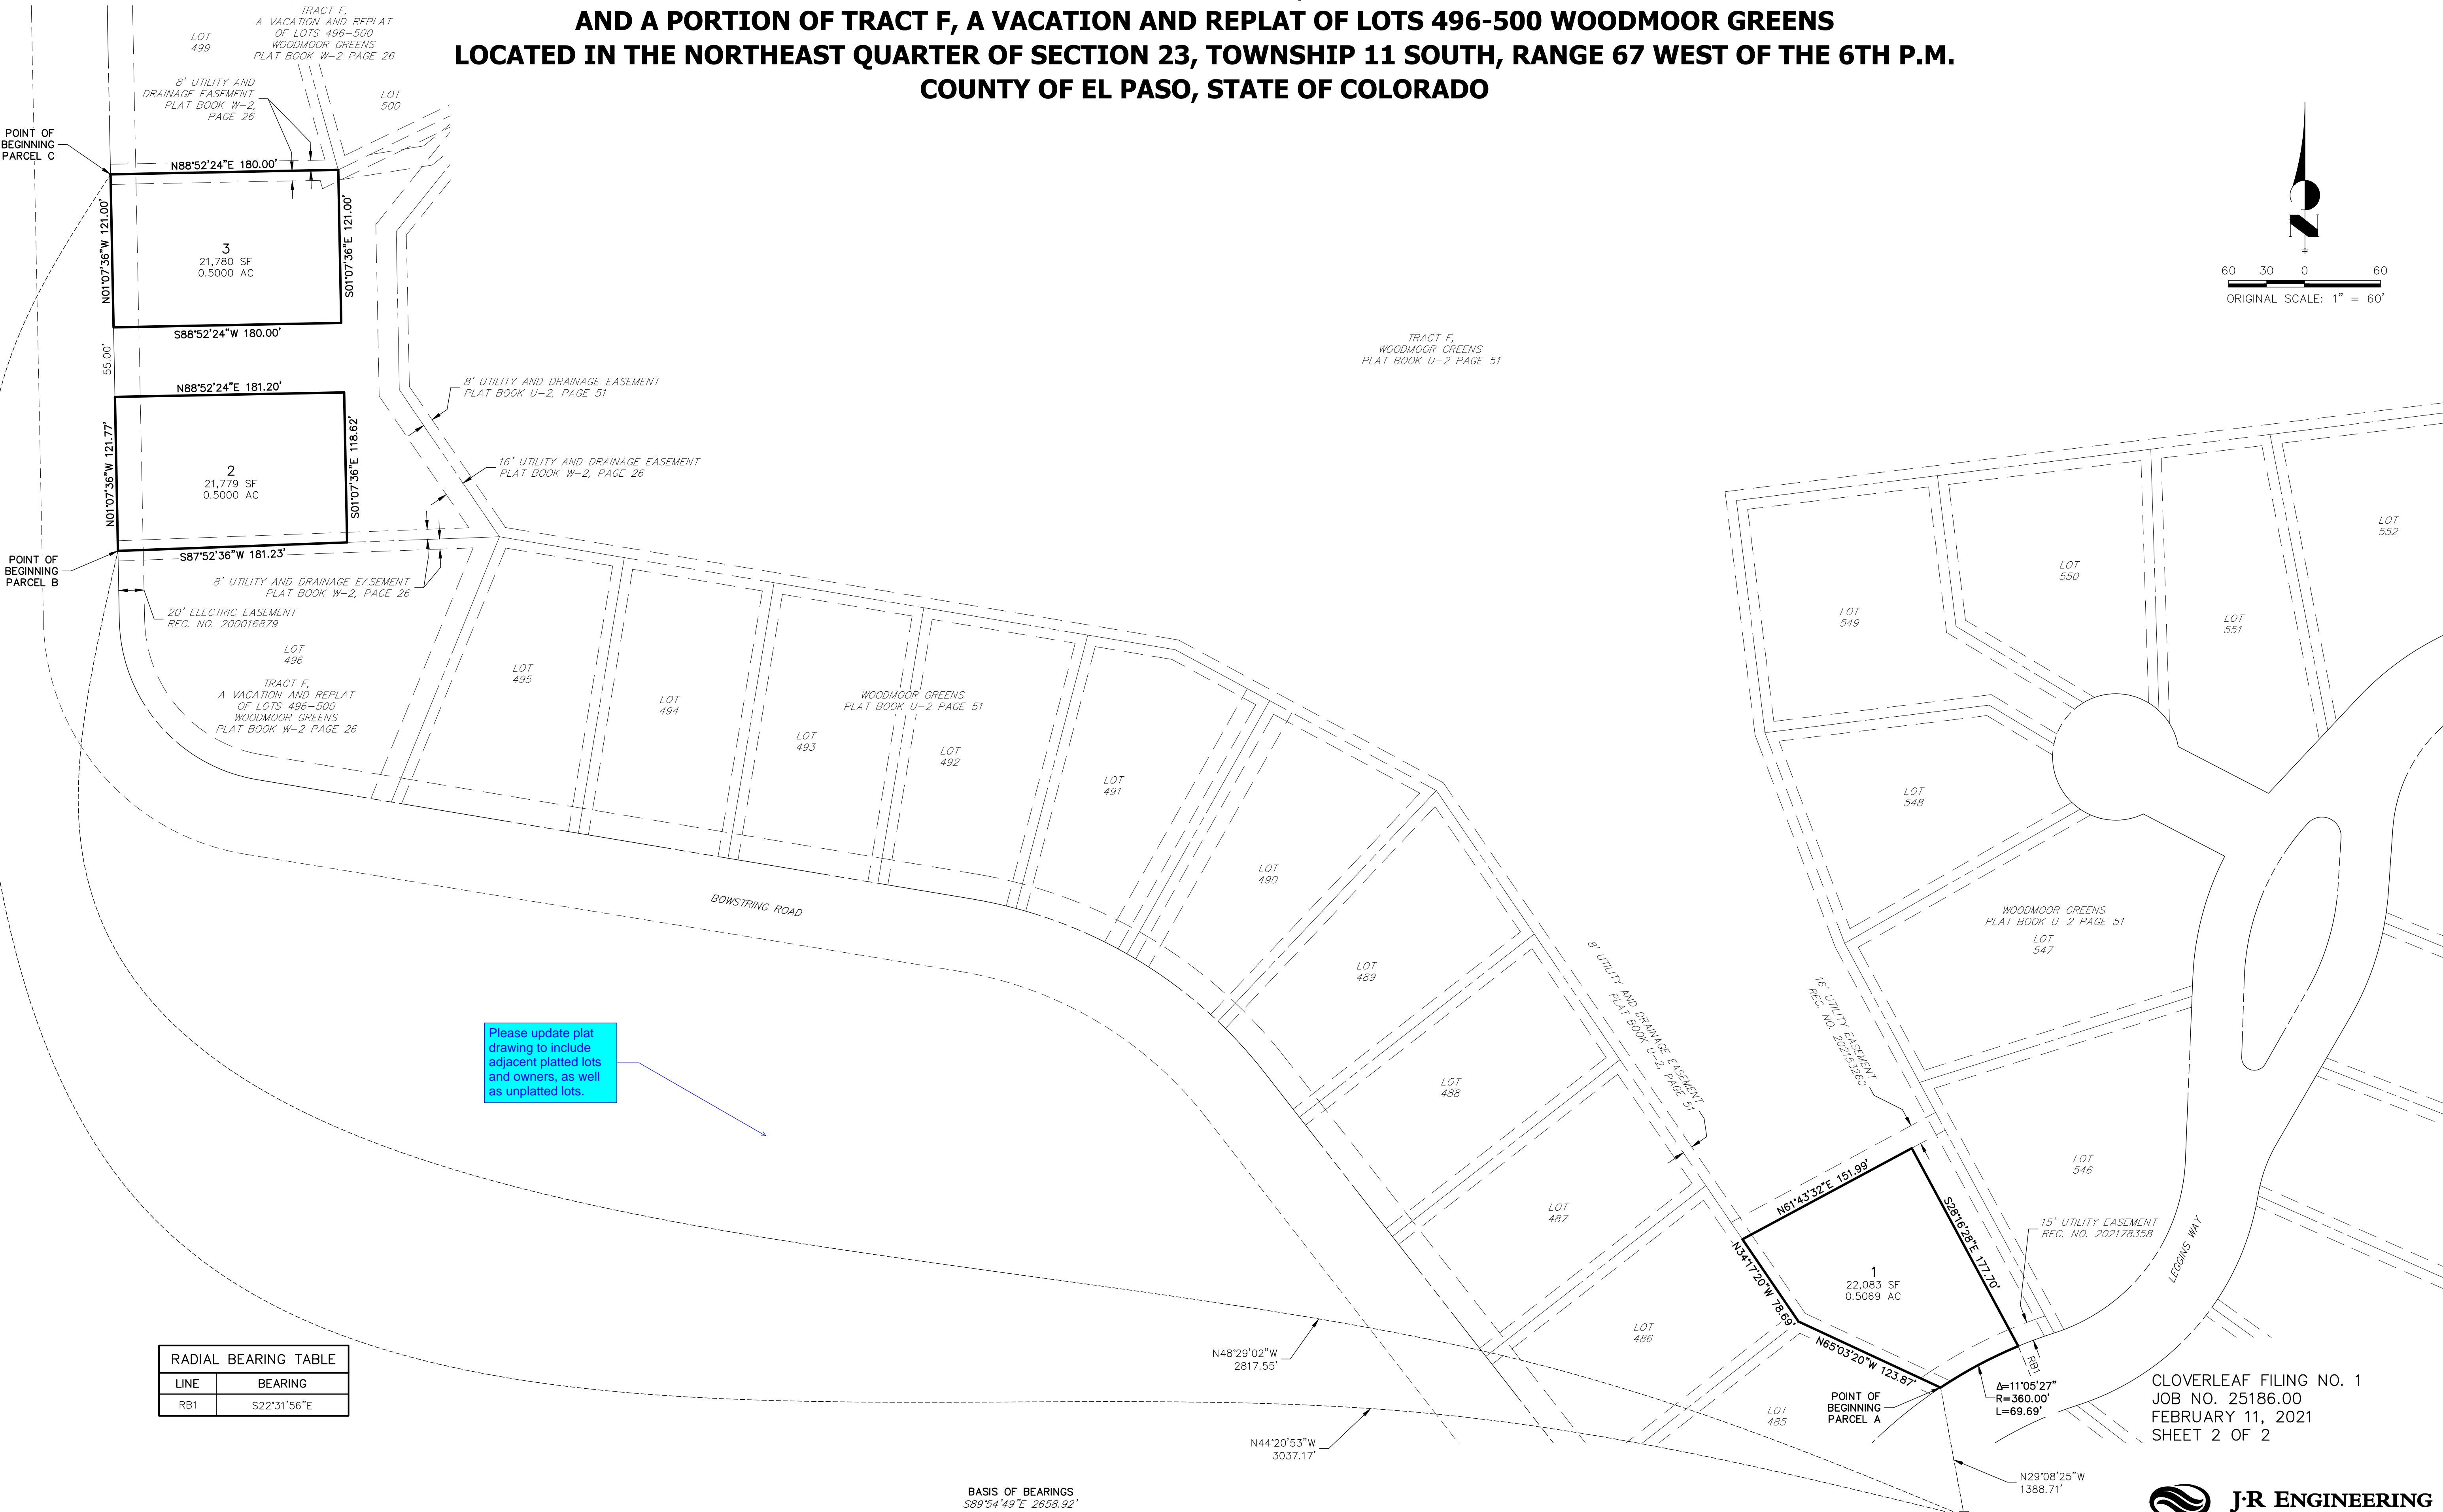 AND A PORTION OF TRACT F, A VACATION AND REPLAT OF LOTS 496-500 WOODMOOR GREENS
LOCATED IN THE NORTHEAST QUARTER OF SECTION 23, TOWNSHIP 11 SOUTH, RANGE 67 WEST OF THE 6TH P.M.
COUNTY OF EL PASO, STATE OF COLORADO
LOT
499
TRACT F,
A VACATION AND REPLAT
OF LOTS 496-500
WOODMOOR GREENS
PLAT BOOK W-2 PAGE 26
8' UTILITY AND
DRAINAGE EASEMENT
PLAT BOOK W-2,
PAGE 26
LOT
500
POINT OF
BEGINNING
PARCEL C
N88°52'24"E 180.00'
N01°07'36"W 121.00'
3
21,780 SF
0.5000 AC
S01°07'36"E 121.00'
S88°52'24"W 180.00'
55.00'
N88°52'24"E 181.20'
N01°07'36"W 121.77'
2
21,779 SF
0.5000 AC
S01°07'36"E 118.62'
S87°52'36"W 181.23'
POINT OF
BEGINNING
PARCEL B
8' UTILITY AND DRAINAGE EASEMENT
PLAT BOOK W-2, PAGE 26
20' ELECTRIC EASEMENT
REC. NO. 200016879
8' UTILITY AND DRAINAGE EASEMENT
PLAT BOOK U-2, PAGE 51
16' UTILITY AND DRAINAGE EASEMENT
PLAT BOOK W-2, PAGE 26
TRACT F,
WOODMOOR GREENS
PLAT BOOK U-2 PAGE 51
N
60 30 0 60
ORIGINAL SCALE: 1" = 60'
LOT
496
TRACT F,
A VACATION AND REPLAT
OF LOTS 496-500
WOODMOOR GREENS
PLAT BOOK W-2 PAGE 26
LOT
495
LOT
494
LOT
493
WOODMOOR GREENS
PLAT BOOK U-2 PAGE 51
LOT
492
LOT
491
LOT
490
LOT
489
LOT
488
LOT
487
LOT
486
LOT
485
BOWSTRING ROAD
LOT
552
LOT
550
LOT
551
LOT
549
LOT
548
WOODMOOR GREENS
PLAT BOOK U-2 PAGE 51
LOT
547
LOT
546
8' UTILITY AND DRAINAGE EASEMENT
PLAT BOOK U-2, PAGE 51
16' UTILITY EASEMENT
REC. NO. 202153260
Please update plat
drawing to include
adjacent platted lots
and owners, as well
as unplatted lots.
N61°43'32"E 151.99'
S28°16'28"E 177.70'
N34°17'20"W 78.69'
1
22,083 SF
0.5069 AC
N65°03'20"W 123.87'
15' UTILITY EASEMENT
REC. NO. 202178358
LEGGINS WAY
RB1
Δ=11°05'27"
R=360.00'
L=69.69'
POINT OF
BEGINNING
PARCEL A
N48°29'02"W
2817.55'
N44°20'53"W
3037.17'
N29°08'25"W
1388.71'
RADIAL BEARING TABLE
LINE BEARING
RB1 S22°31'56"E
BASIS OF BEARINGS
S89°54'49"E 2658.92'
CLOVERLEAF FILING NO. 1
JOB NO. 25186.00
FEBRUARY 11, 2021
SHEET 2 OF 2
J·R ENGINEERING